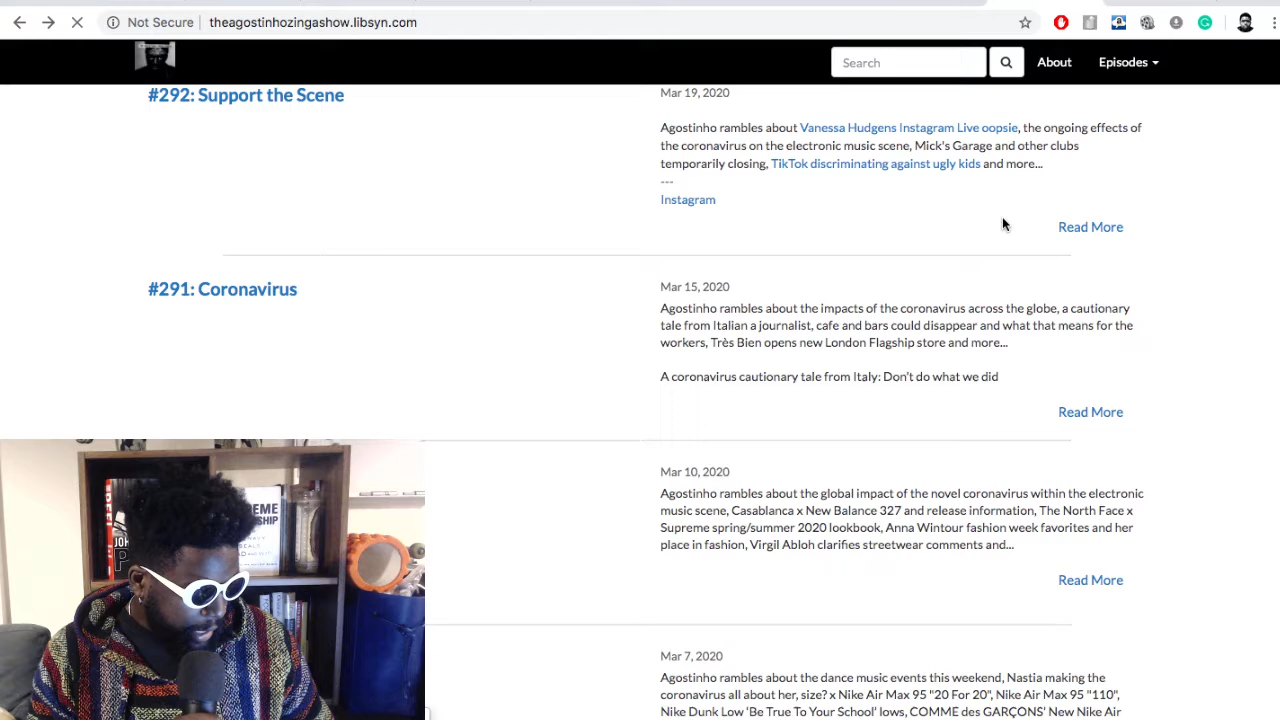 Not Secure
theagostinhozingashow.libsyn.com
Search
About
Episodes
#292: Support the Scene
Mar 19, 2020
Agostinho rambles about Vanessa Hudgens Instagram Live oopsie, the ongoing effects of
the coronavirus on the electronic music scene, Mick's Garage and other clubs
temporarily closing, TikTok discriminating against ugly kids and more...
---
Instagram
Read More
#291: Coronavirus
Mar 15, 2020
Agostinho rambles about the impacts of the coronavirus across the globe, a cautionary
tale from Italian a journalist, cafe and bars could disappear and what that means for the
workers, Très Bien opens new London Flagship store and more...
A coronavirus cautionary tale from Italy: Don't do what we did
Read More
Mar 10, 2020
Agostinho rambles about the global impact of the novel coronavirus within the electronic
music scene, Casablanca x New Balance 327 and release information, The North Face x
Supreme spring/summer 2020 lookbook, Anna Wintour fashion week favorites and her
place in fashion, Virgil Abloh clarifies streetwear comments and...
Read More
Mar 7, 2020
Agostinho rambles about the dance music events this weekend, Nastia making the
coronavirus all about her, size? x Nike Air Max 95 "20 For 20", Nike Air Max 95 "110",
Nike Dunk Low 'Be True To Your School' lows, COMME des GARÇONS' New Nike Air